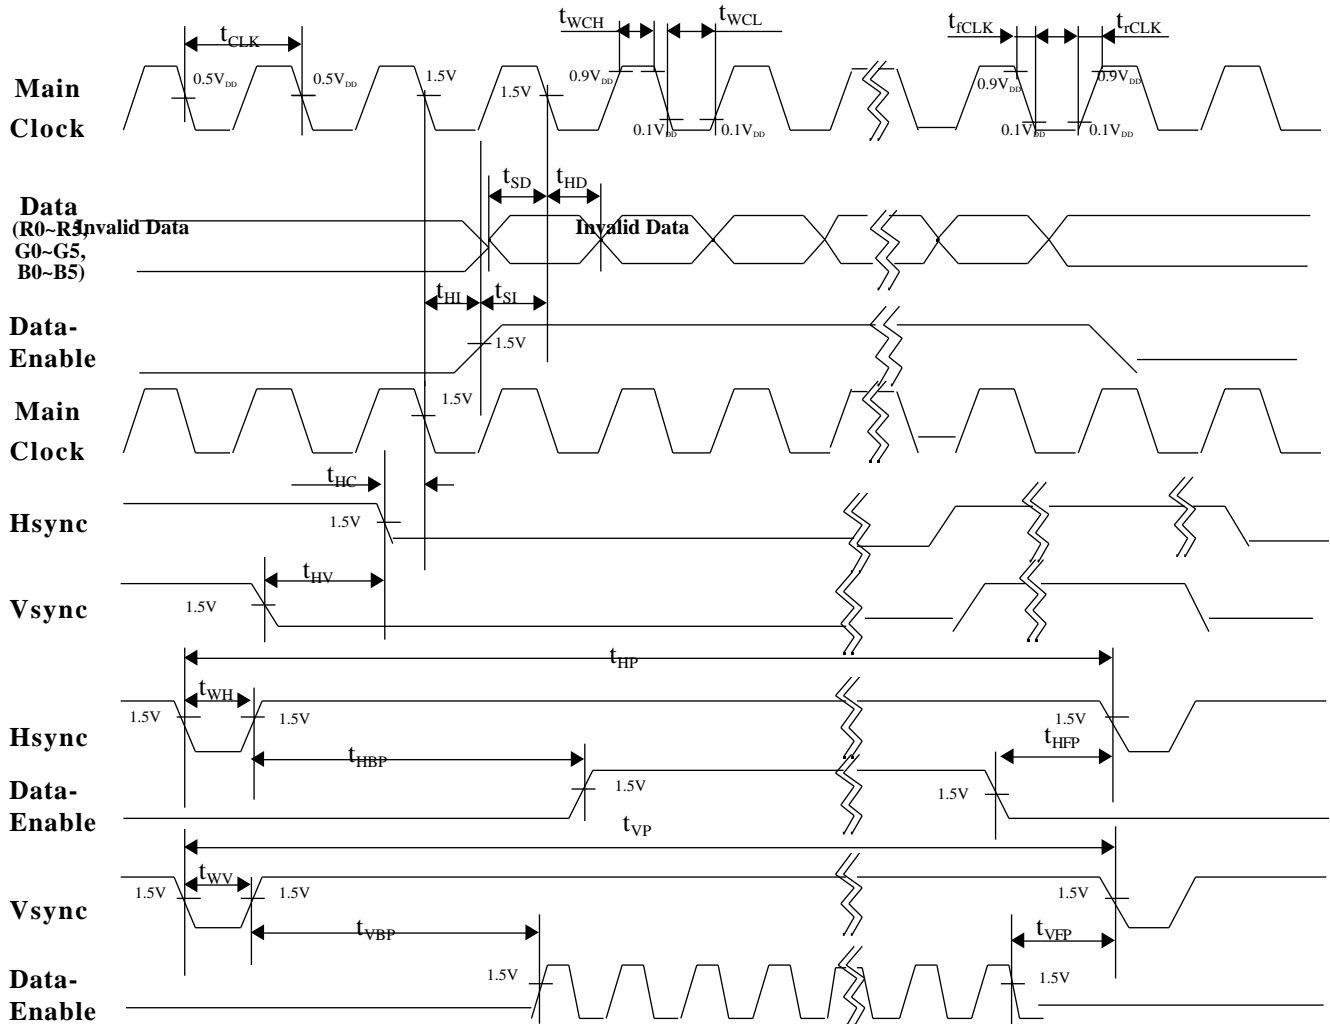 tWCH tWCL tfCLK trCLK
tCLK
Main
Clock
0.5VDD 0.5VDD 1.5V 1.5V 0.9VDD 0.9VDD 0.9VDD
0.1VDD 0.1VDD 0.1VDD 0.1VDD
tSD tHD
Data
(R0~R5, Invalid Data Invalid Data
G0~G5,
B0~B5)
tHI tSI
Data-
Enable
1.5V
Main
Clock
1.5V
tHC
Hsync
1.5V
tHV
Vsync
1.5V
tHP
tWH
Hsync
1.5V 1.5V 1.5V
tHBP tHFP
Data-
Enable
1.5V 1.5V
tVP
tWV
Vsync
1.5V 1.5V 1.5V
tVBP tVFP
Data-
Enable
1.5V 1.5V